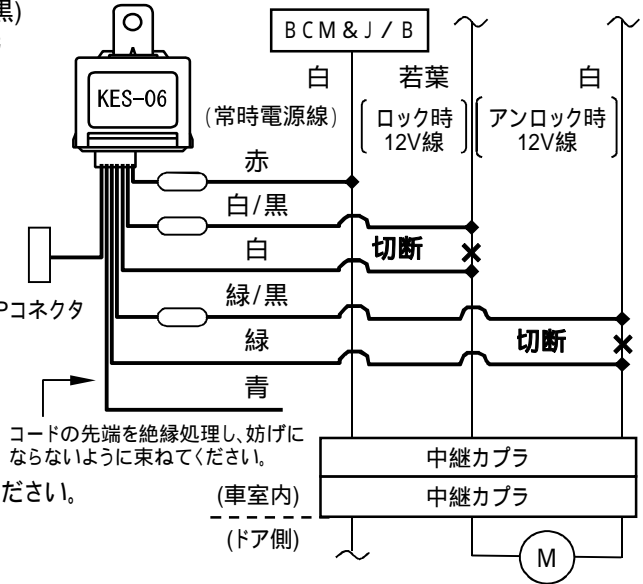 黒)
BCM&J/B
白
若葉
白
KES-06
(常時電源線)
ロック時
12V線
アンロック時
12V線
赤
白/黒
白
切断
緑/黒
Pコネクタ
緑
切断
青
コードの先端を絶縁処理し、妨げに
ならないように束ねてください。
ださい。
中継カプラ
(車室内)
中継カプラ
(ドア側)
M